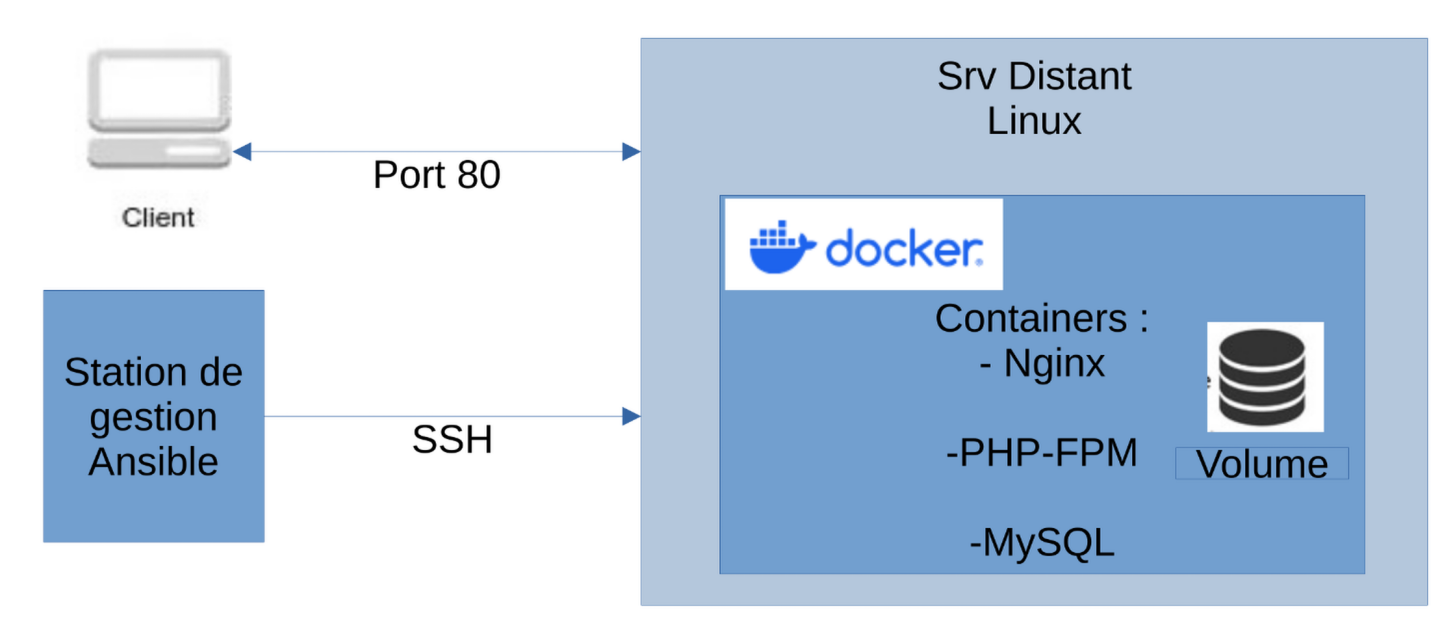 Srv Distant
Linux
Port 80
Client
docker.
Containers :
- Nginx
-PHP-FPM
-MySQL
Volume
Station de
gestion
Ansible
SSH